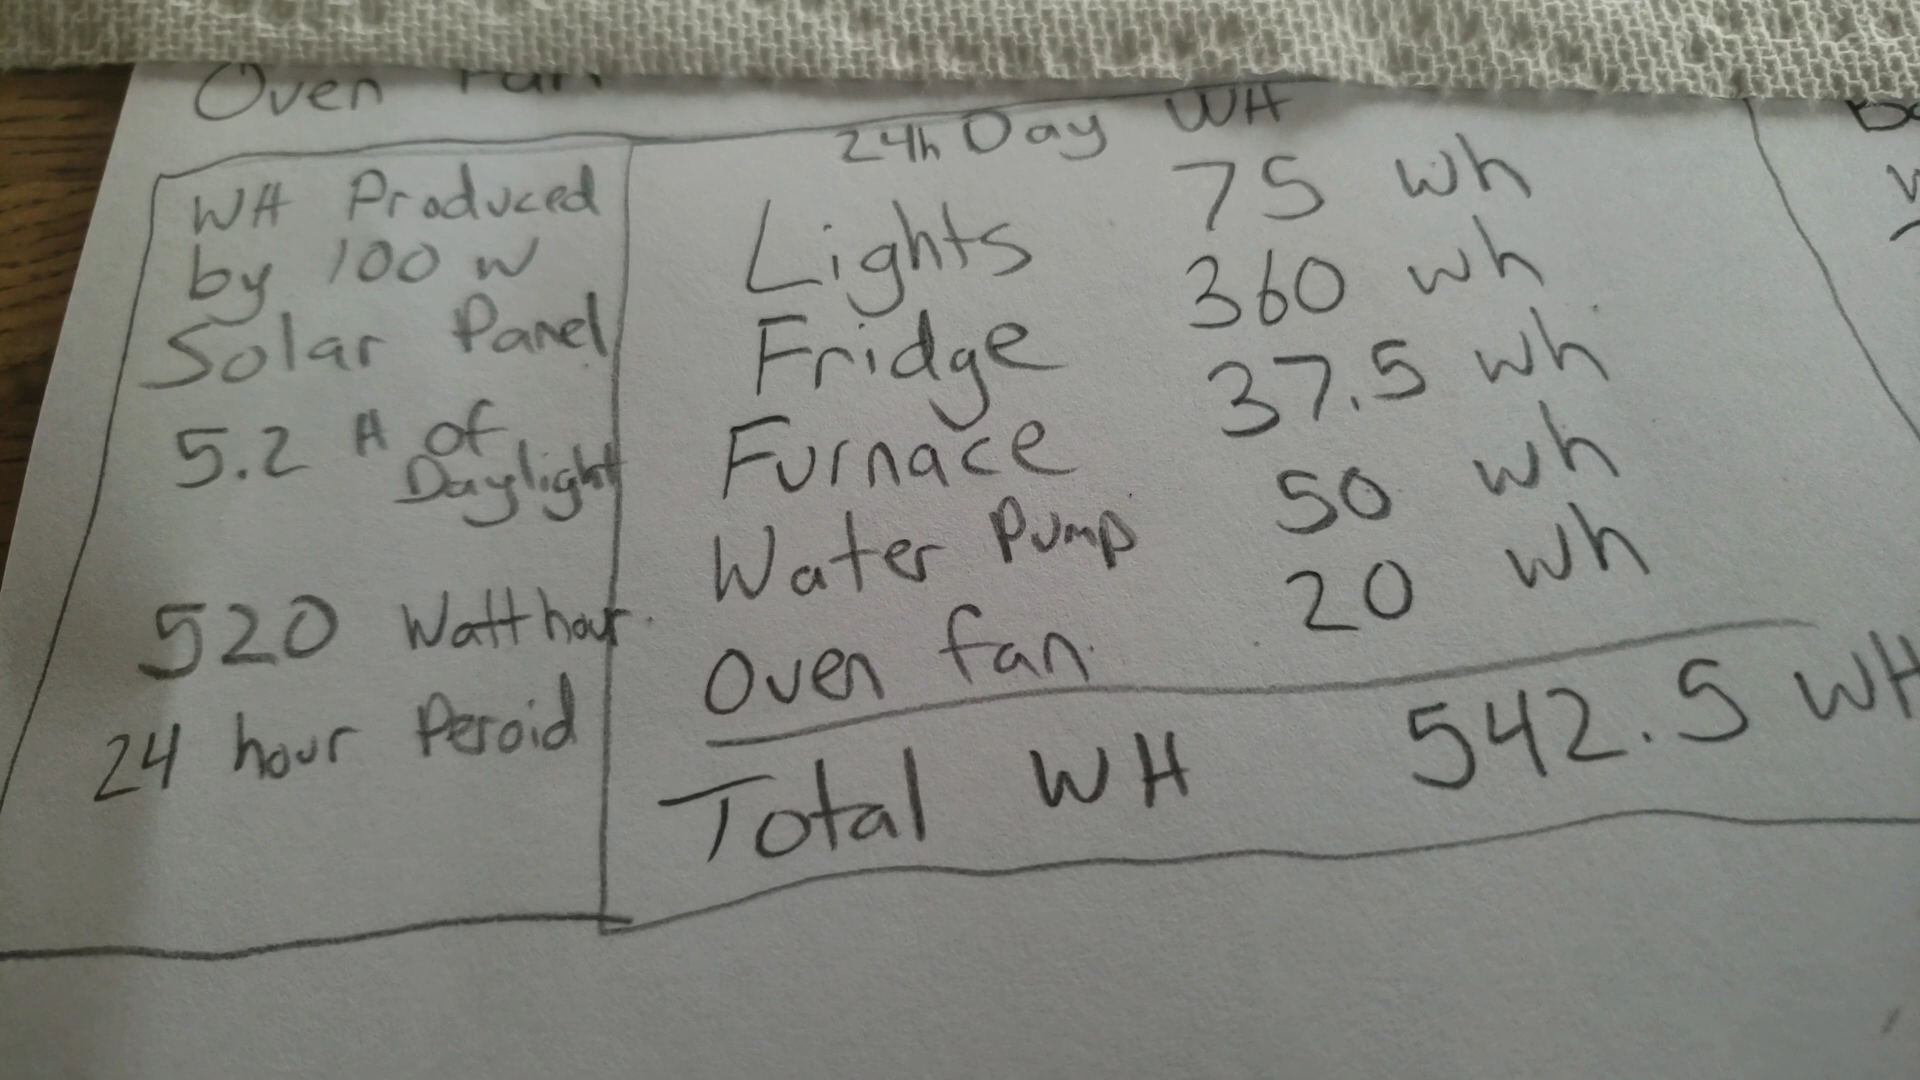 Oven Fan
WH Produced
by 100 W
Solar Panel
5.2 H of
Daylight
520 Watt hour
24 hour Peroid
24h Day WH
Lights 75 Wh
Fridge 360 Wh
Furnace 37.5 Wh
Water Pump 50 Wh
Oven fan 20 Wh
Total WH 542.5 WH